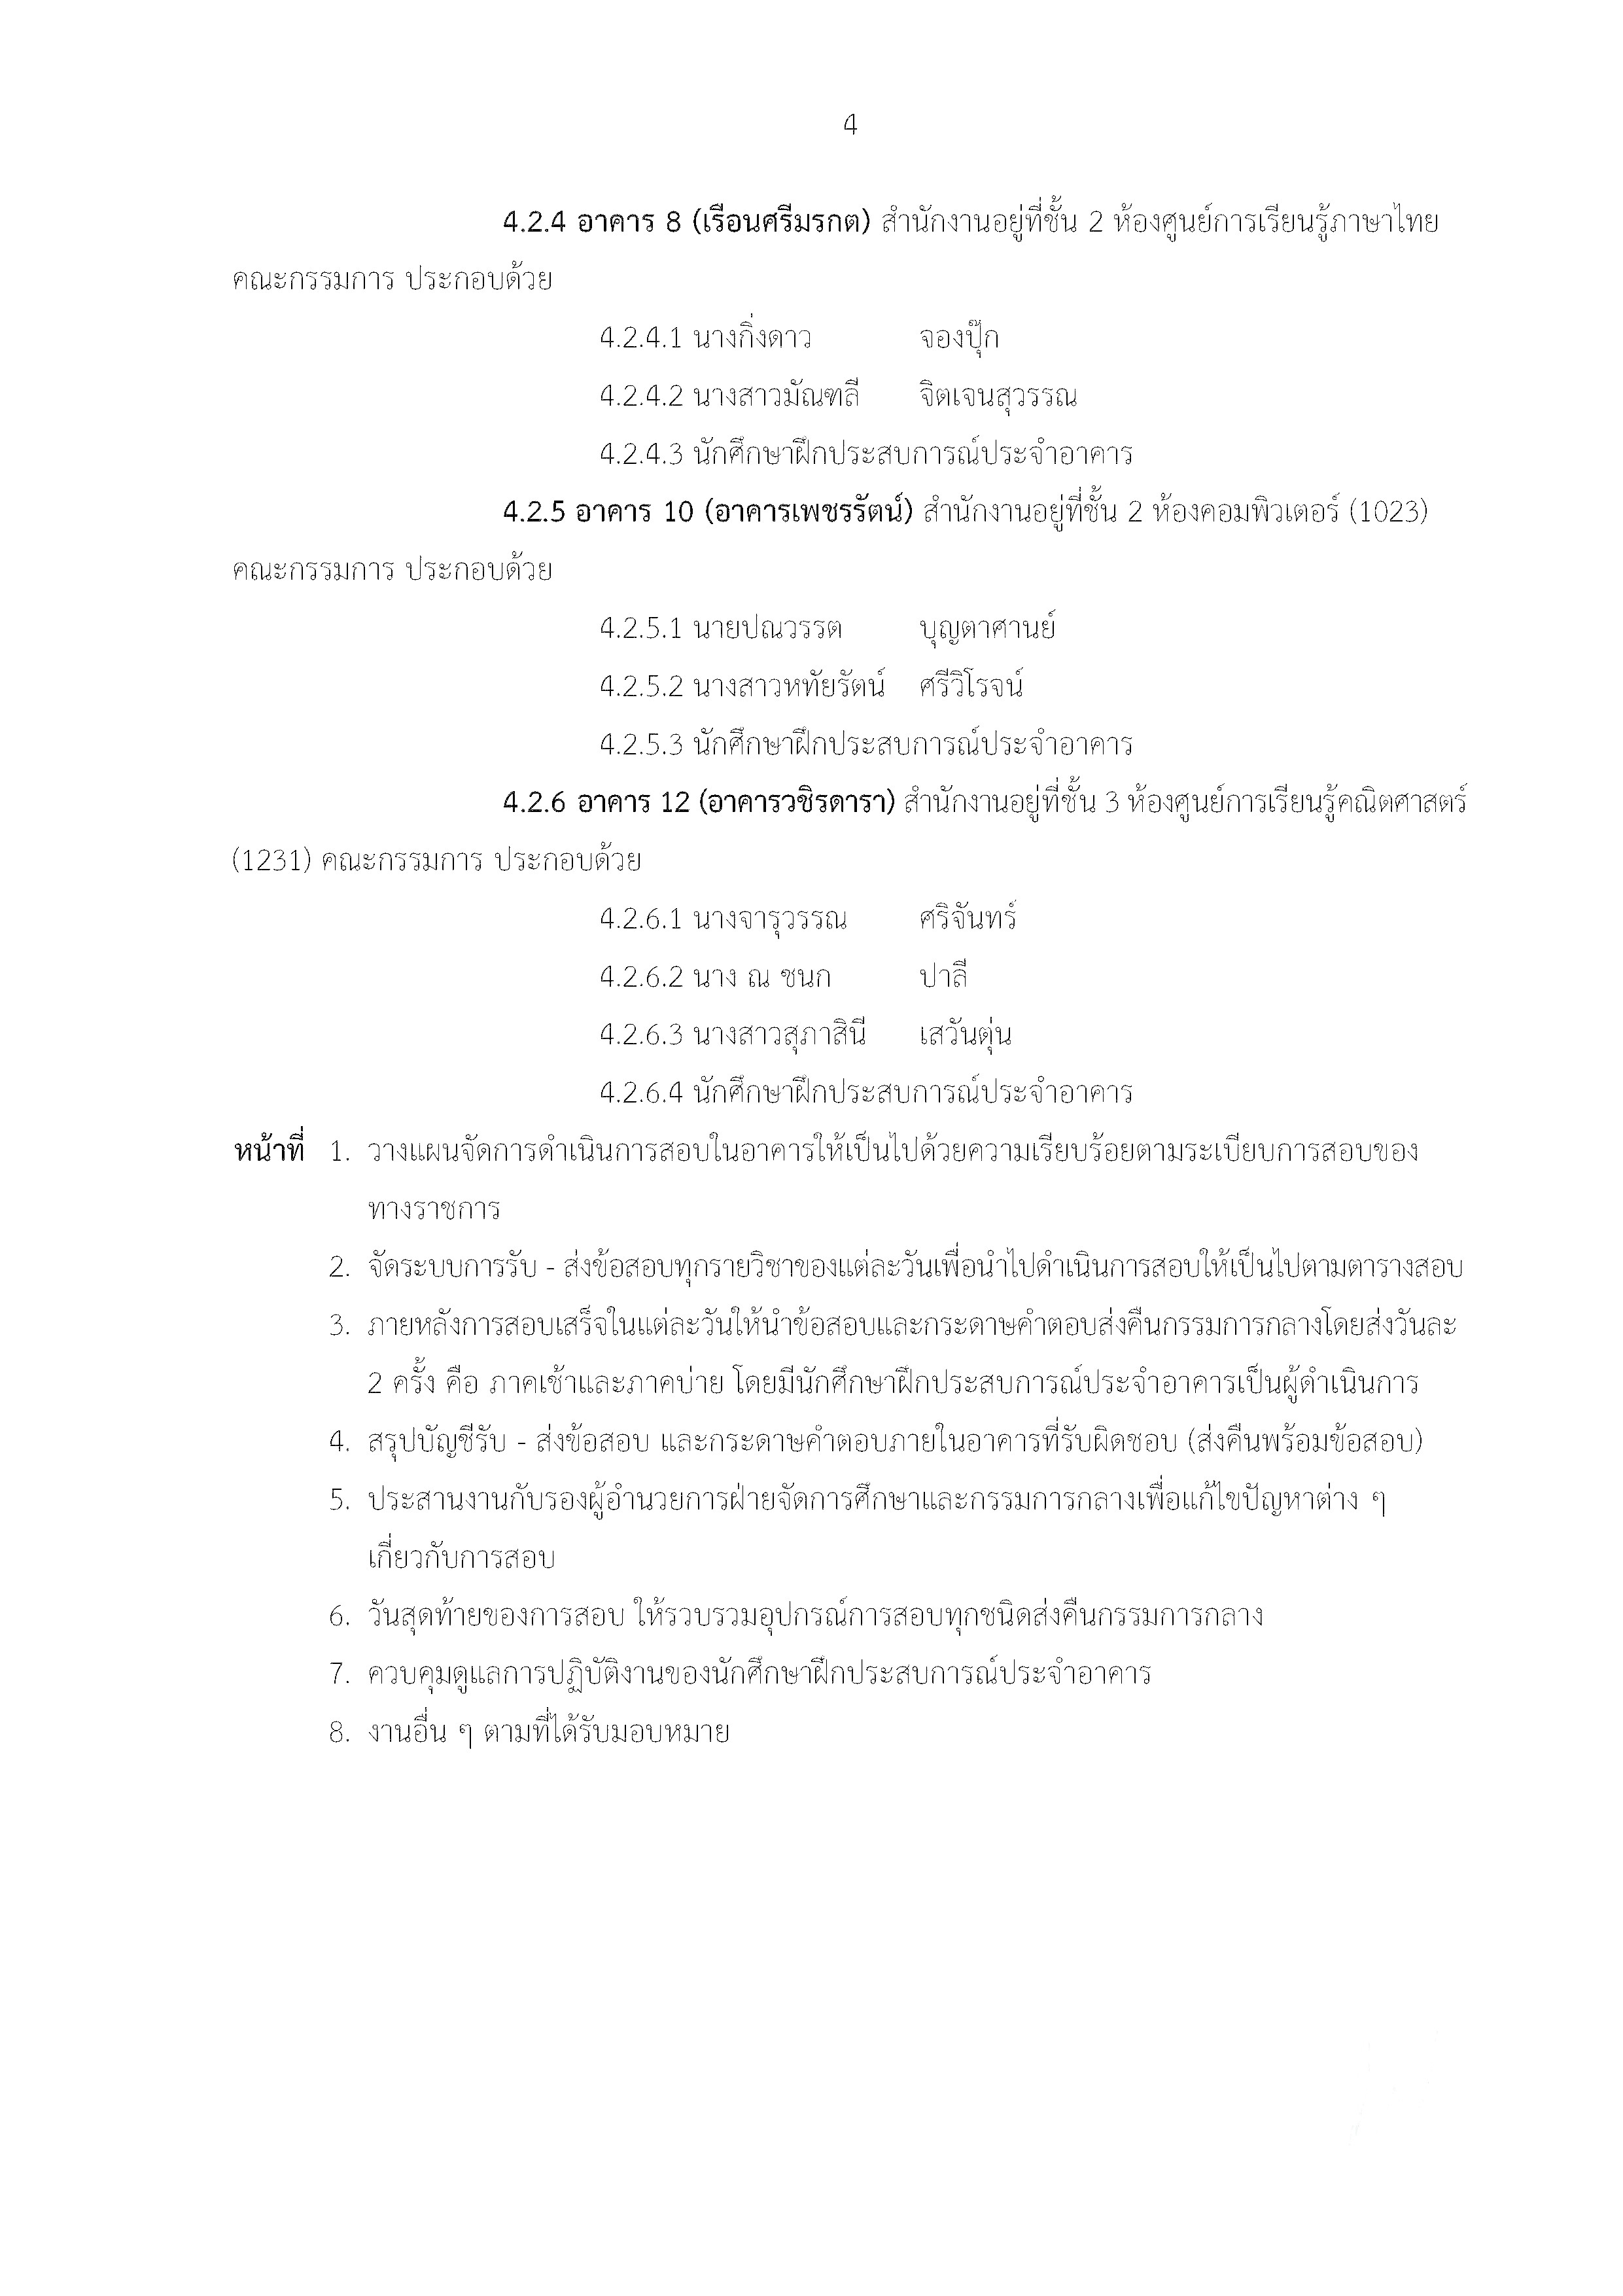 4
4.2.4 อาคาร 8 (เรือนศรีมรกต) สำนักงานอยู่ที่ชั้น 2 ห้องศูนย์การเรียนรู้ภาษาไทย
คณะกรรมการ ประกอบด้วย
4.2.4.1 นางกิ่งดาว จองปุ๊ก
4.2.4.2 นางสาวมัณฑลี จิตเจนสุวรรณ
4.2.4.3 นักศึกษาฝึกประสบการณ์ประจำอาคาร
4.2.5 อาคาร 10 (อาคารเพชรรัตน์) สำนักงานอยู่ที่ชั้น 2 ห้องคอมพิวเตอร์ (1023)
คณะกรรมการ ประกอบด้วย
4.2.5.1 นายปณวรรต บุญตาศานย์
4.2.5.2 นางสาวหทัยรัตน์ ศรีวิโรจน์
4.2.5.3 นักศึกษาฝึกประสบการณ์ประจำอาคาร
4.2.6 อาคาร 12 (อาคารวชิรดารา) สำนักงานอยู่ที่ชั้น 3 ห้องศูนย์การเรียนรู้คณิตศาสตร์
(1231) คณะกรรมการ ประกอบด้วย
4.2.6.1 นางจารุวรรณ ศริจันทร์
4.2.6.2 นาง ณ ชนก ปาลี
4.2.6.3 นางสาวสุภาสินี เสวันตุ่น
4.2.6.4 นักศึกษาฝึกประสบการณ์ประจำอาคาร
หน้าที่ 1. วางแผนจัดการดำเนินการสอบในอาคารให้เป็นไปด้วยความเรียบร้อยตามระเบียบการสอบของ
ทางราชการ
2. จัดระบบการรับ - ส่งข้อสอบทุกรายวิชาของแต่ละวันเพื่อนำไปดำเนินการสอบให้เป็นไปตามตารางสอบ
3. ภายหลังการสอบเสร็จในแต่ละวันให้นำข้อสอบและกระดาษคำตอบส่งคืนกรรมการกลางโดยส่งวันละ
2 ครั้ง คือ ภาคเช้าและภาคบ่าย โดยมีนักศึกษาฝึกประสบการณ์ประจำอาคารเป็นผู้ดำเนินการ
4. สรุปบัญชีรับ - ส่งข้อสอบ และกระดาษคำตอบภายในอาคารที่รับผิดชอบ (ส่งคืนพร้อมข้อสอบ)
5. ประสานงานกับรองผู้อำนวยการฝ่ายจัดการศึกษาและกรรมการกลางเพื่อแก้ไขปัญหาต่าง ๆ
เกี่ยวกับการสอบ
6. วันสุดท้ายของการสอบ ให้รวบรวมอุปกรณ์การสอบทุกชนิดส่งคืนกรรมการกลาง
7. ควบคุมดูแลการปฏิบัติงานของนักศึกษาฝึกประสบการณ์ประจำอาคาร
8. งานอื่น ๆ ตามที่ได้รับมอบหมาย